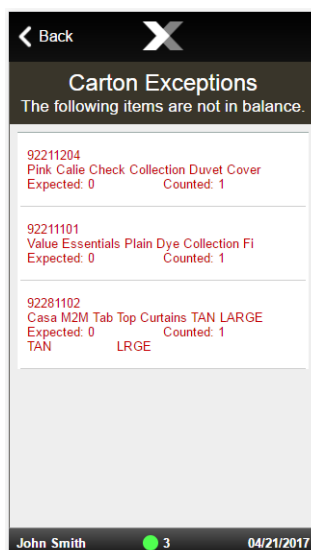 Back
Carton Exceptions
The following items are not in balance.
92211204
Pink Calie Check Collection Duvet Cover
Expected: 0 Counted: 1
92211101
Value Essentials Plain Dye Collection Fi
Expected: 0 Counted: 1
92281102
Casa M2M Tab Top Curtains TAN LARGE
Expected: 0 Counted: 1
TAN LRGE
John Smith 3 04/21/2017